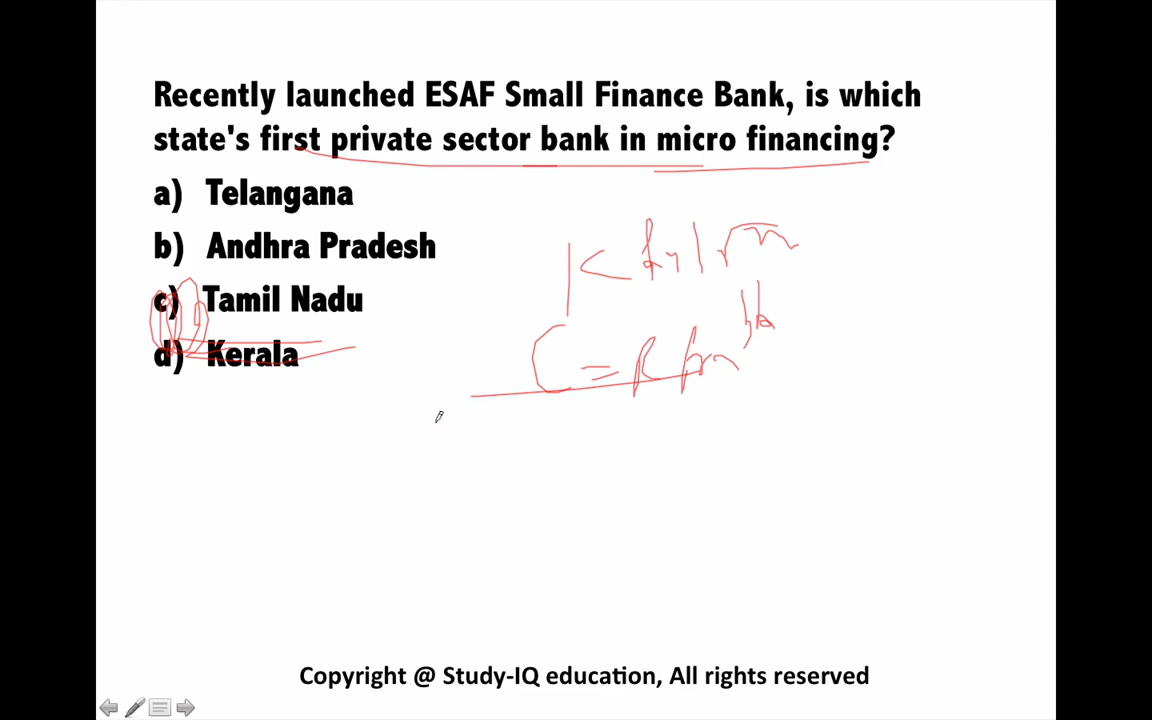 Recently launched ESAF Small Finance Bank, is which
state's first private sector bank in micro financing?
a) Telangana
b) Andhra Pradesh
c) Tamil Nadu
d) Kerala
Copyright @ Study-IQ education, All rights reserved